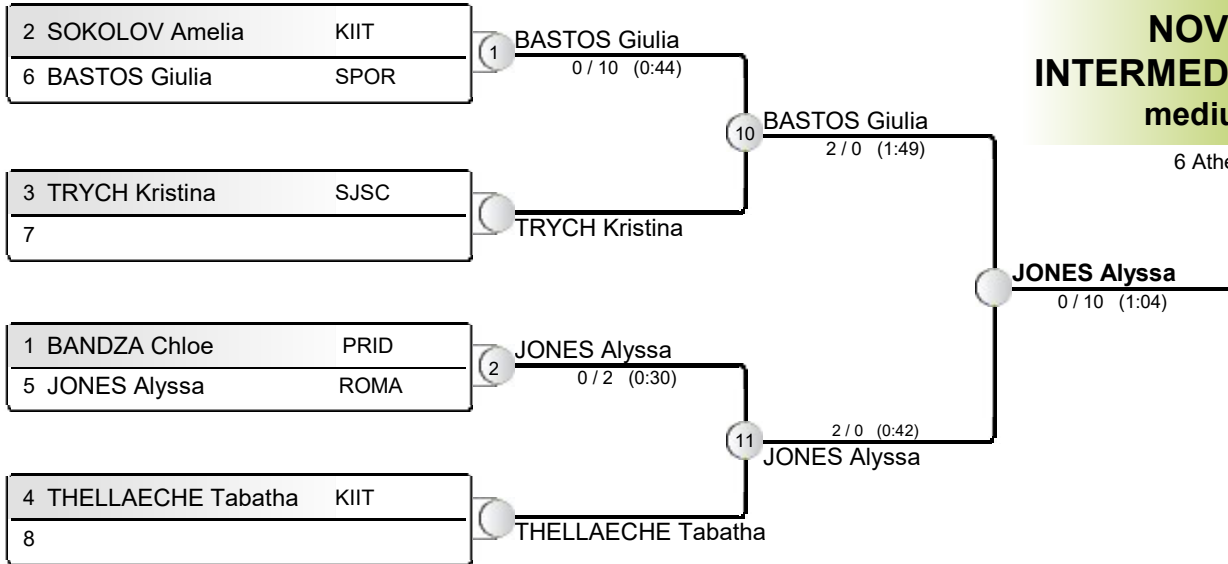 2 SOKOLOV Amelia KIIT
6 BASTOS Giulia SPOR
1
BASTOS Giulia
0 / 10 (0:44)
3 TRYCH Kristina SJSC
7
TRYCH Kristina
10
BASTOS Giulia
2 / 0 (1:49)
1 BANDZA Chloe PRID
5 JONES Alyssa ROMA
2
JONES Alyssa
0 / 2 (0:30)
4 THELLAECHE Tabatha KIIT
8
THELLAECHE Tabatha
11
2 / 0 (0:42)
JONES Alyssa
JONES Alyssa
0 / 10 (1:04)
NOV
INTERMED
mediu
6 Athe